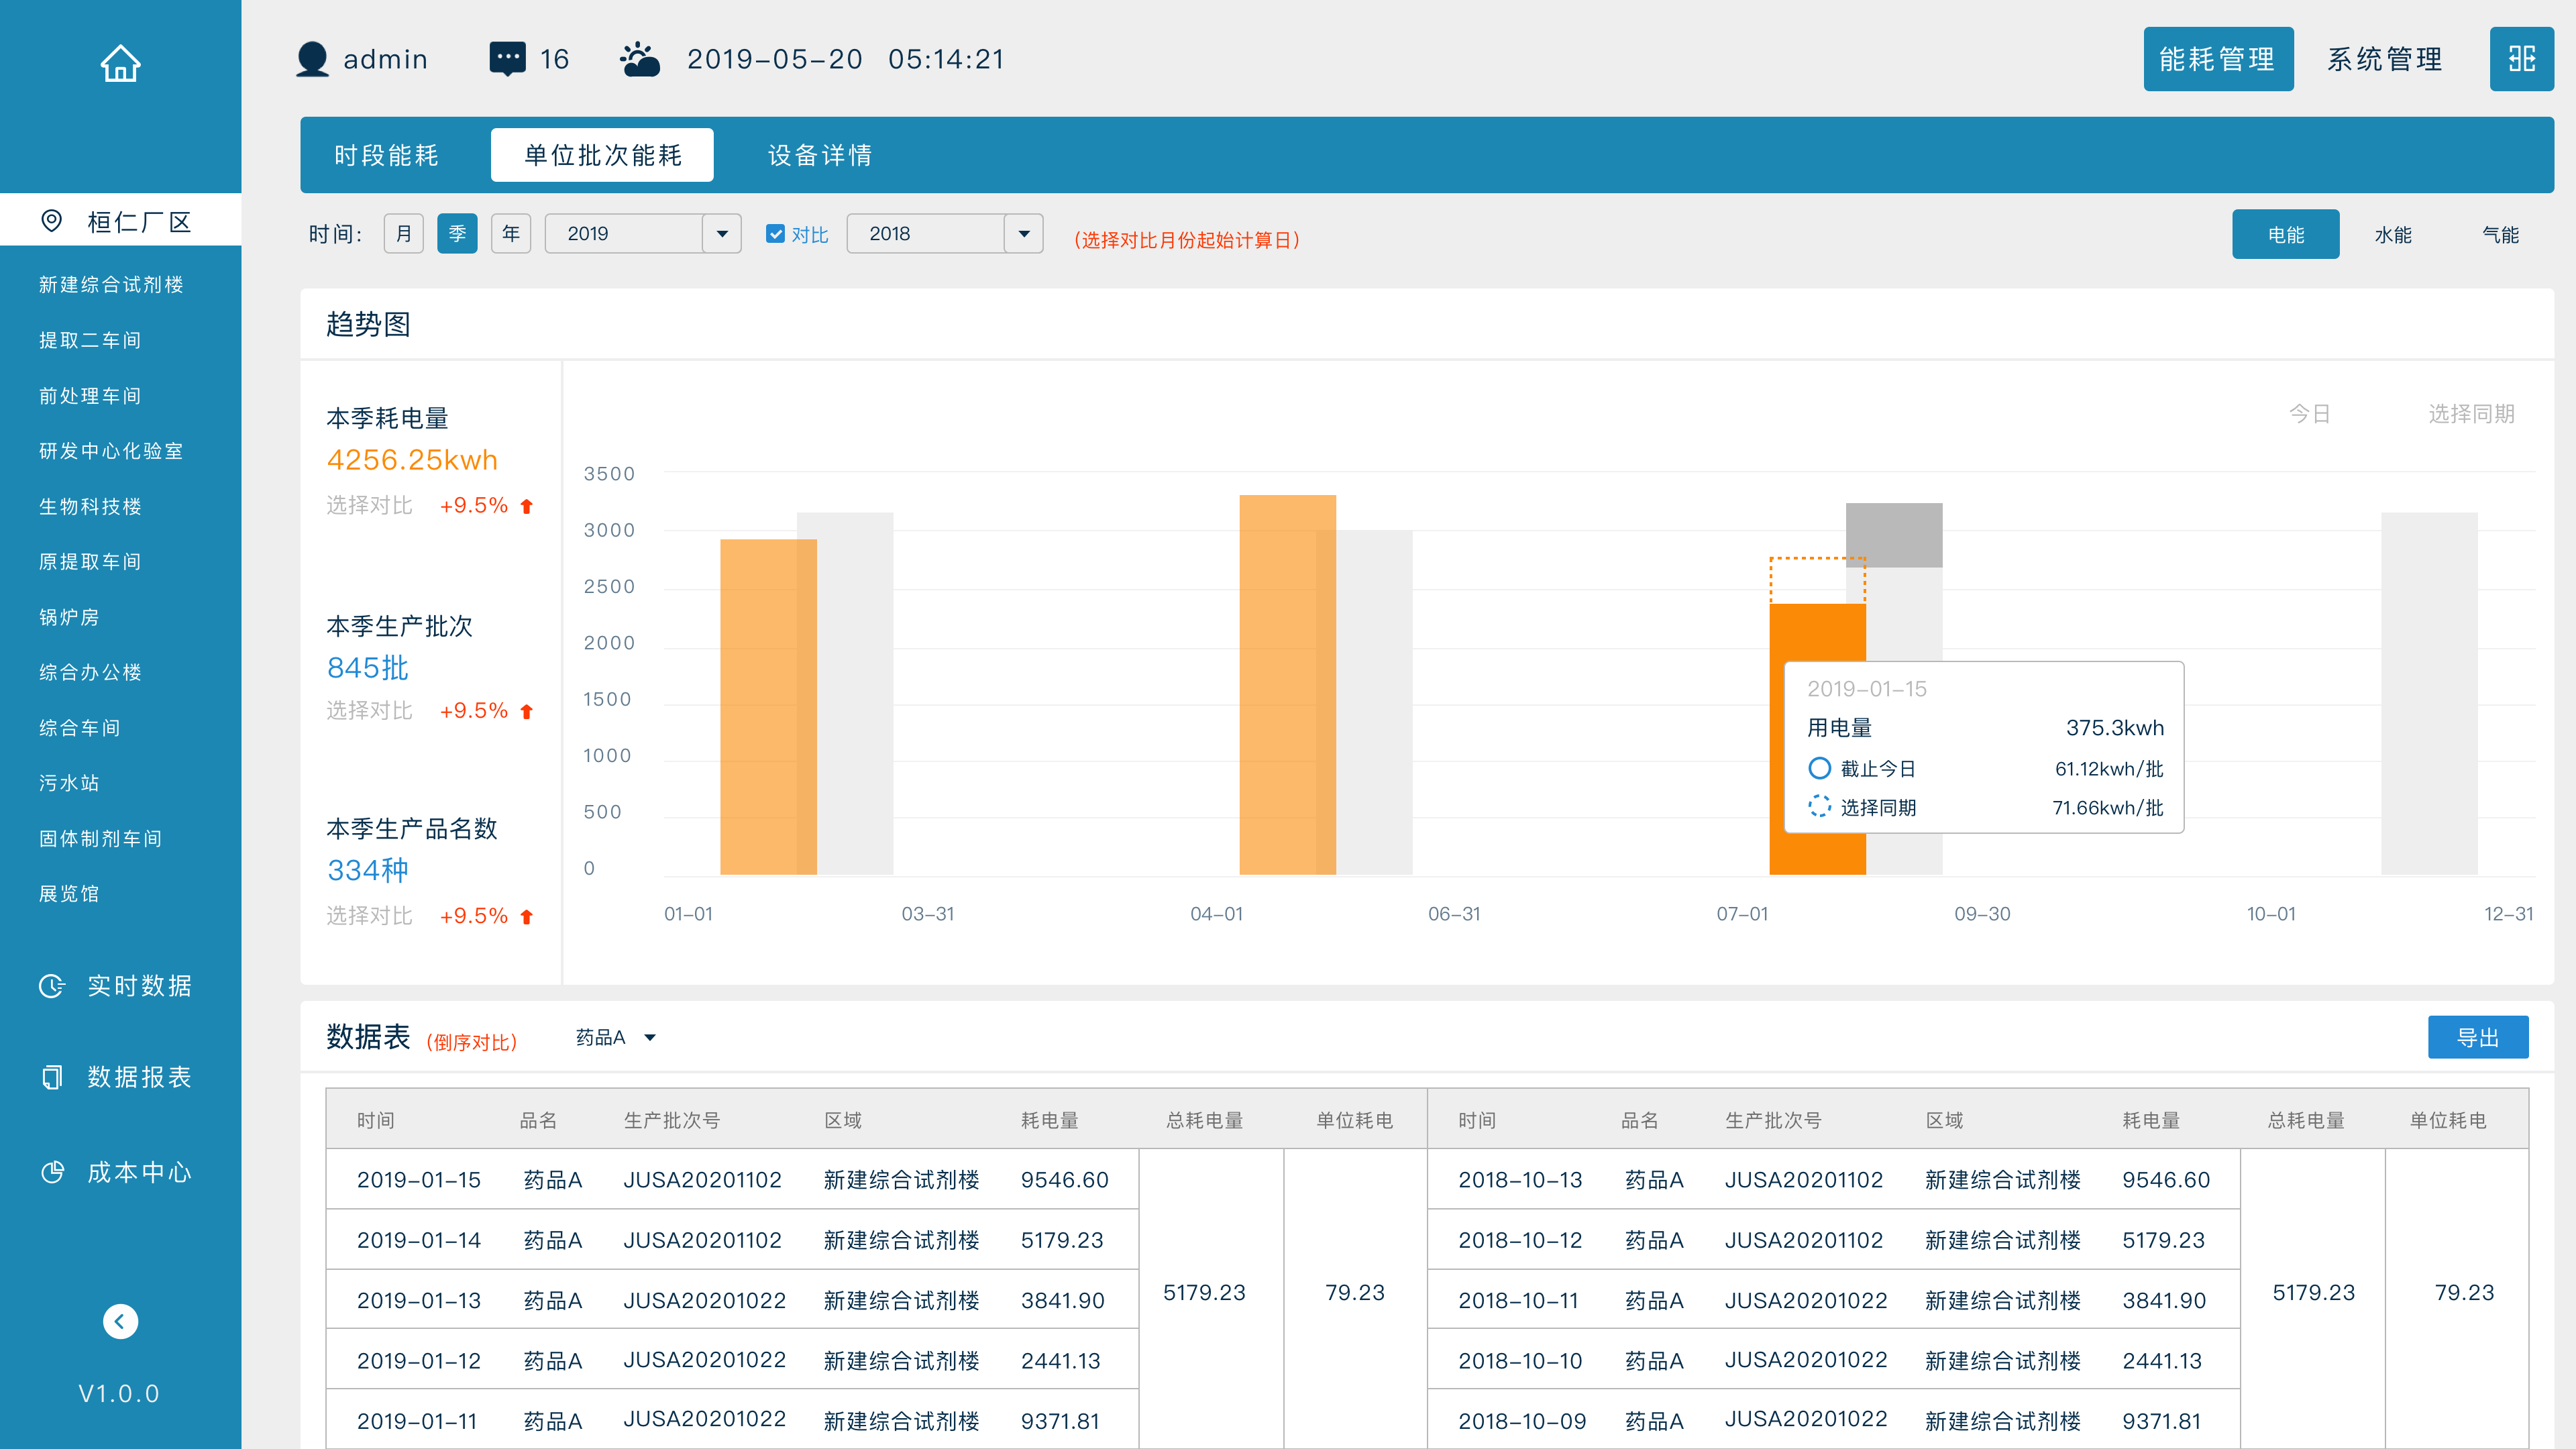 admin 16 2019-05-20 05:14:21 能耗管理 系统管理
时段能耗 单位批次能耗 设备详情
桓仁厂区
新建综合试剂楼
提取二车间
前处理车间
研发中心化验室
生物科技楼
原提取车间
锅炉房
综合办公楼
综合车间
污水站
固体制剂车间
展览馆
实时数据
数据报表
成本中心
V1.0.0
时间: 月 季 年 2019 对比 2018 (选择对比月份起始计算日) 电能 水能 气能
趋势图
本季耗电量
4256.25kwh
选择对比 +9.5%
本季生产批次
845批
选择对比 +9.5%
本季生产品名数
334种
选择对比 +9.5%
今日 选择同期
3500
3000
2500
2000
1500
1000
500
0
01-01 03-31 04-01 06-31 07-01 09-30 10-01 12-31
2019-01-15
用电量 375.3kwh
截止今日 61.12kwh/批
选择同期 71.66kwh/批
数据表 (倒序对比) 药品A 导出
时间 品名 生产批次号 区域 耗电量 总耗电量 单位耗电 时间 品名 生产批次号 区域 耗电量 总耗电量 单位耗电
2019-01-15 药品A JUSA20201102 新建综合试剂楼 9546.60 2018-10-13 药品A JUSA20201102 新建综合试剂楼 9546.60
2019-01-14 药品A JUSA20201102 新建综合试剂楼 5179.23 2018-10-12 药品A JUSA20201102 新建综合试剂楼 5179.23
2019-01-13 药品A JUSA20201022 新建综合试剂楼 3841.90 5179.23 79.23 2018-10-11 药品A JUSA20201022 新建综合试剂楼 3841.90 5179.23 79.23
2019-01-12 药品A JUSA20201022 新建综合试剂楼 2441.13 2018-10-10 药品A JUSA20201022 新建综合试剂楼 2441.13
2019-01-11 药品A JUSA20201022 新建综合试剂楼 9371.81 2018-10-09 药品A JUSA20201022 新建综合试剂楼 9371.81